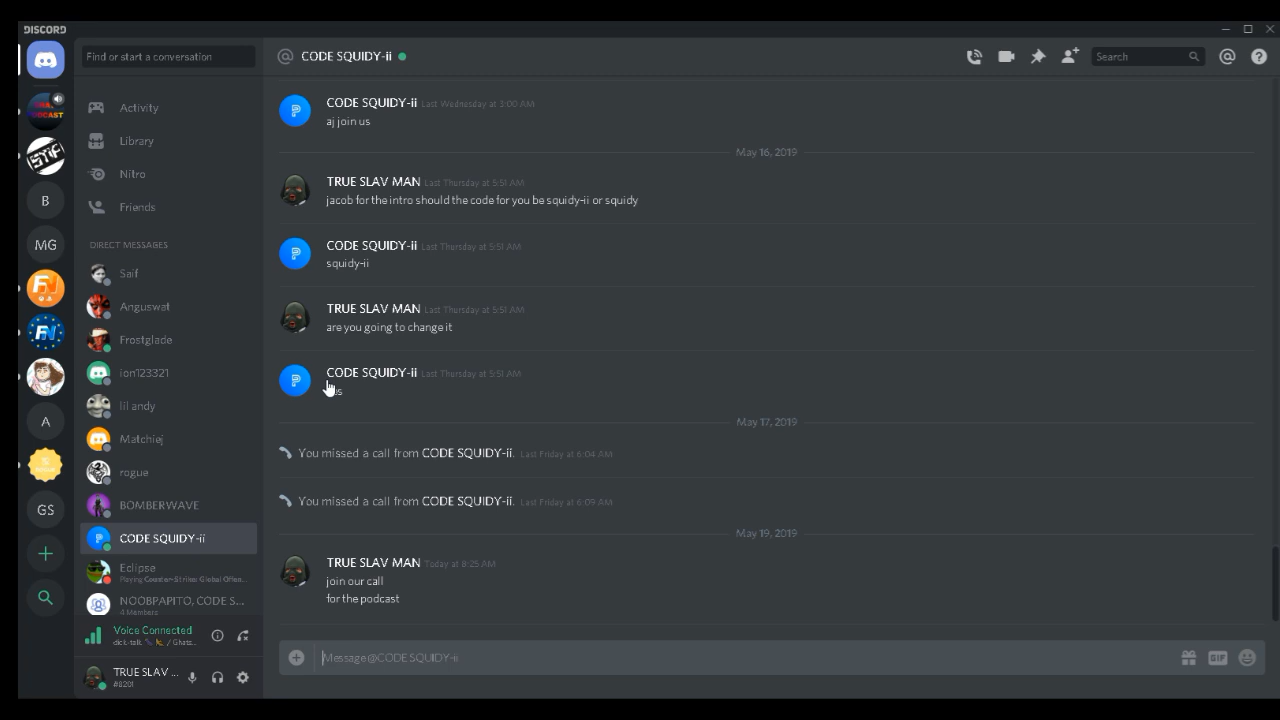 DISCORD
Find or start a conversation
@ CODE SQUIDY-ii
Search
Activity
Library
Nitro
Friends
DIRECT MESSAGES
Saif
Anguswat
Frostglade
ion123321
lil andy
Matchiej
rogue
BOMBERWAVE
CODE SQUIDY-ii
Eclipse
Playing Counter-Strike: Global Offen...
NOOBPAPITO, CODE S...
4 Members
Voice Connected
TRUE SLAV ...
#8201
B
MG
A
GS
CODE SQUIDY-ii Last Wednesday at 3:00 AM
aj join us
May 16, 2019
TRUE SLAV MAN Last Thursday at 5:51 AM
jacob for the intro should the code for you be squidy-ii or squidy
CODE SQUIDY-ii Last Thursday at 5:51 AM
squidy-ii
TRUE SLAV MAN Last Thursday at 5:51 AM
are you going to change it
CODE SQUIDY-ii Last Thursday at 5:51 AM
May 17, 2019
You missed a call from CODE SQUIDY-ii. Last Friday at 6:04 AM
You missed a call from CODE SQUIDY-ii. Last Friday at 6:09 AM
May 19, 2019
TRUE SLAV MAN Today at 8:25 AM
join our call
for the podcast
Message @CODE SQUIDY-ii
GIF